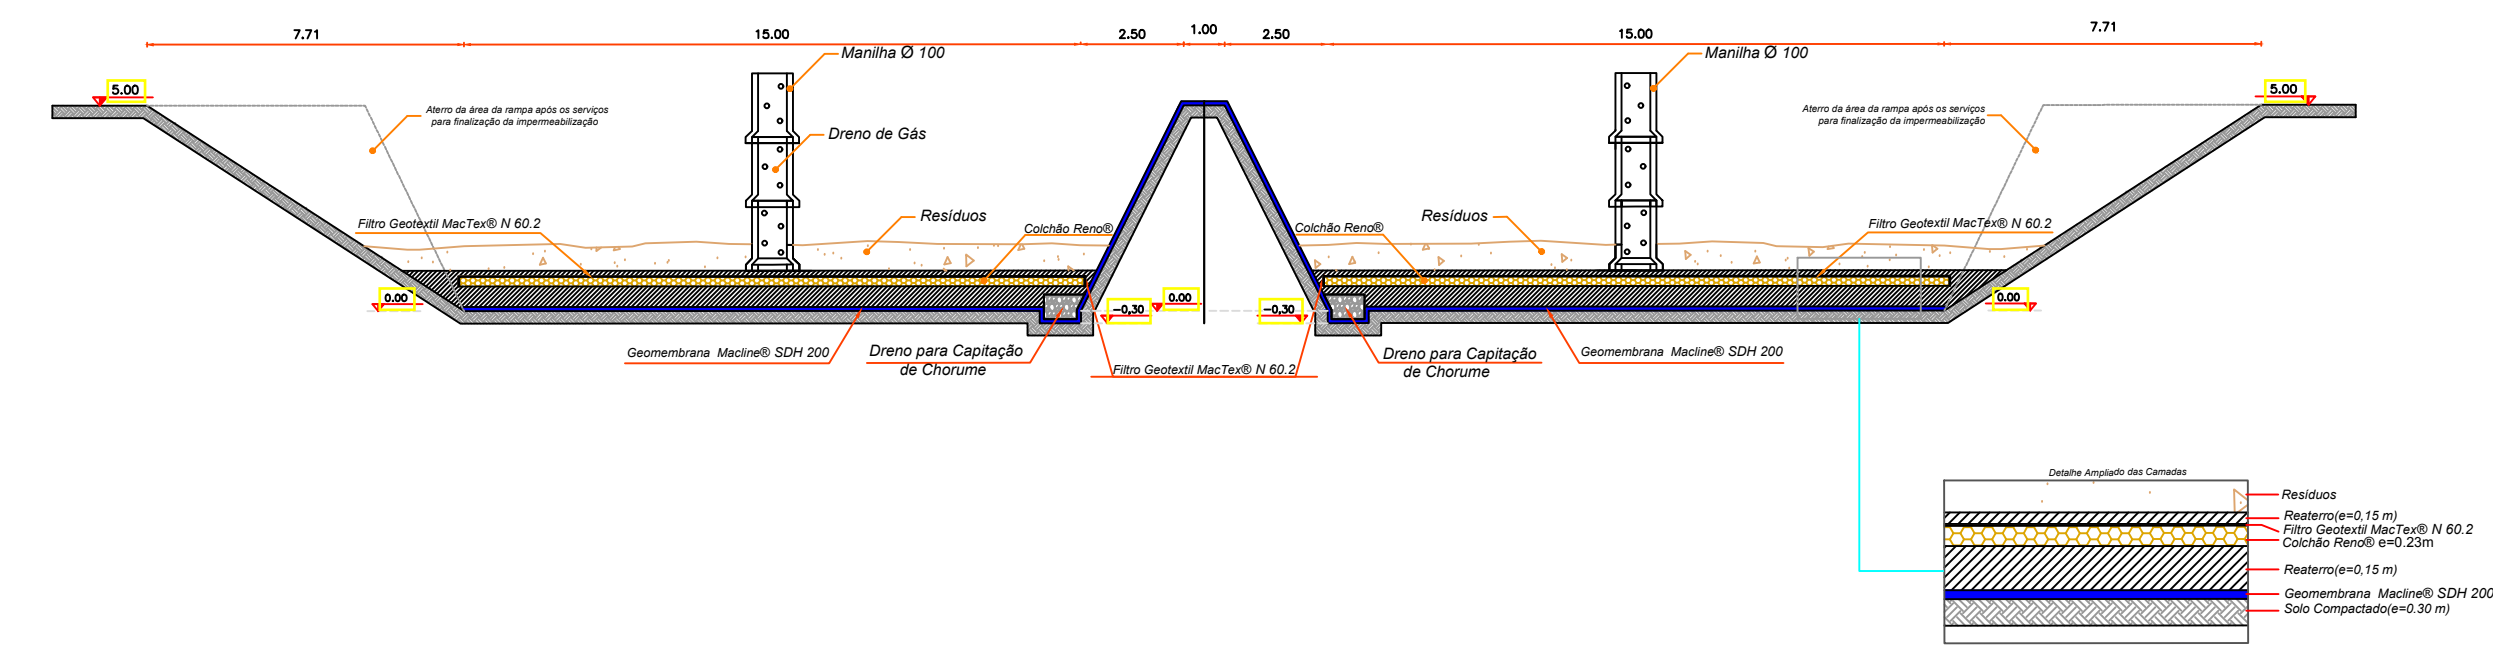 7.71
15.00
2.50
1.00
2.50
15.00
7.71
Manilha Ø 100
Manilha Ø 100
5.00
5.00
Aterro da área da rampa após os serviços
para finalização da impermeabilização
Aterro da área da rampa após os serviços
para finalização da impermeabilização
Dreno de Gás
Filtro Geotextil MacTex® N 60.2
Resíduos
Colchão Reno®
Colchão Reno®
Resíduos
Filtro Geotextil MacTex® N 60.2
0.00
-0,30
0.00
-0,30
0.00
Geomembrana Macline® SDH 200
Dreno para Capitação
de Chorume
Filtro Geotextil MacTex® N 60.2
Dreno para Capitação
de Chorume
Geomembrana Macline® SDH 200
Detalhe Ampliado das Camadas
Resíduos
Reaterro(e=0,15 m)
Filtro Geotextil MacTex® N 60.2
Colchão Reno® e=0.23m
Reaterro(e=0,15 m)
Geomembrana Macline® SDH 200
Solo Compactado(e=0.30 m)